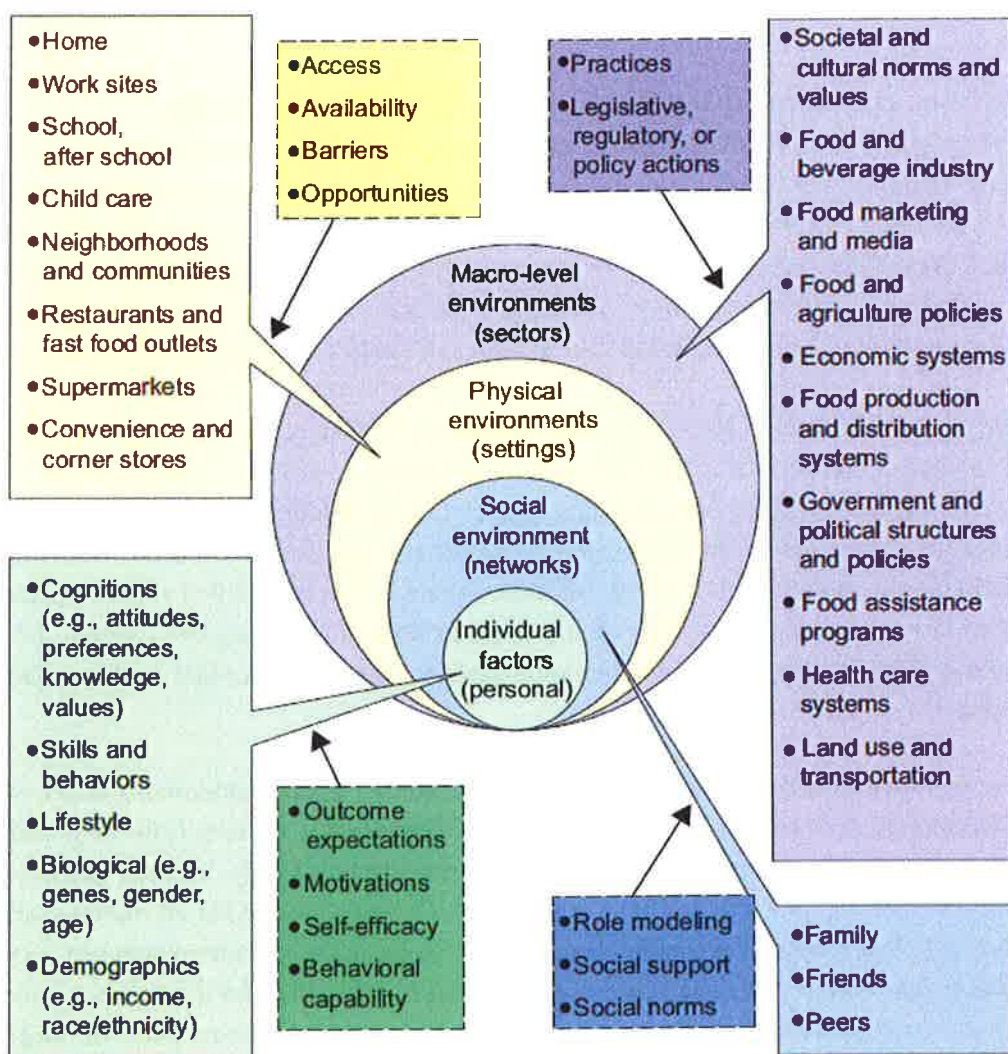 ●Home
●Work sites
●School,
after school
●Child care
●Neighborhoods
and communities
●Restaurants and
fast food outlets
●Supermarkets
●Convenience and
corner stores
●Access
●Availability
●Barriers
●Opportunities
●Practices
●Legislative,
regulatory, or
policy actions
●Societal and
cultural norms and
values
●Food and
beverage industry
●Food marketing
and media
●Food and
agriculture policies
●Economic systems
●Food production
and distribution
systems
●Government and
political structures
and policies
●Food assistance
programs
●Health care
systems
●Land use and
transportation
Macro-level
environments
(sectors)
Physical
environments
(settings)
Social
environment
(networks)
Individual
factors
(personal)
●Cognitions
(e.g., attitudes,
preferences,
knowledge,
values)
●Skills and
behaviors
●Lifestyle
●Biological (e.g.,
genes, gender,
age)
●Demographics
(e.g., income,
race/ethnicity)
●Outcome
expectations
●Motivations
●Self-efficacy
●Behavioral
capability
●Role modeling
●Social support
●Social norms
●Family
●Friends
●Peers